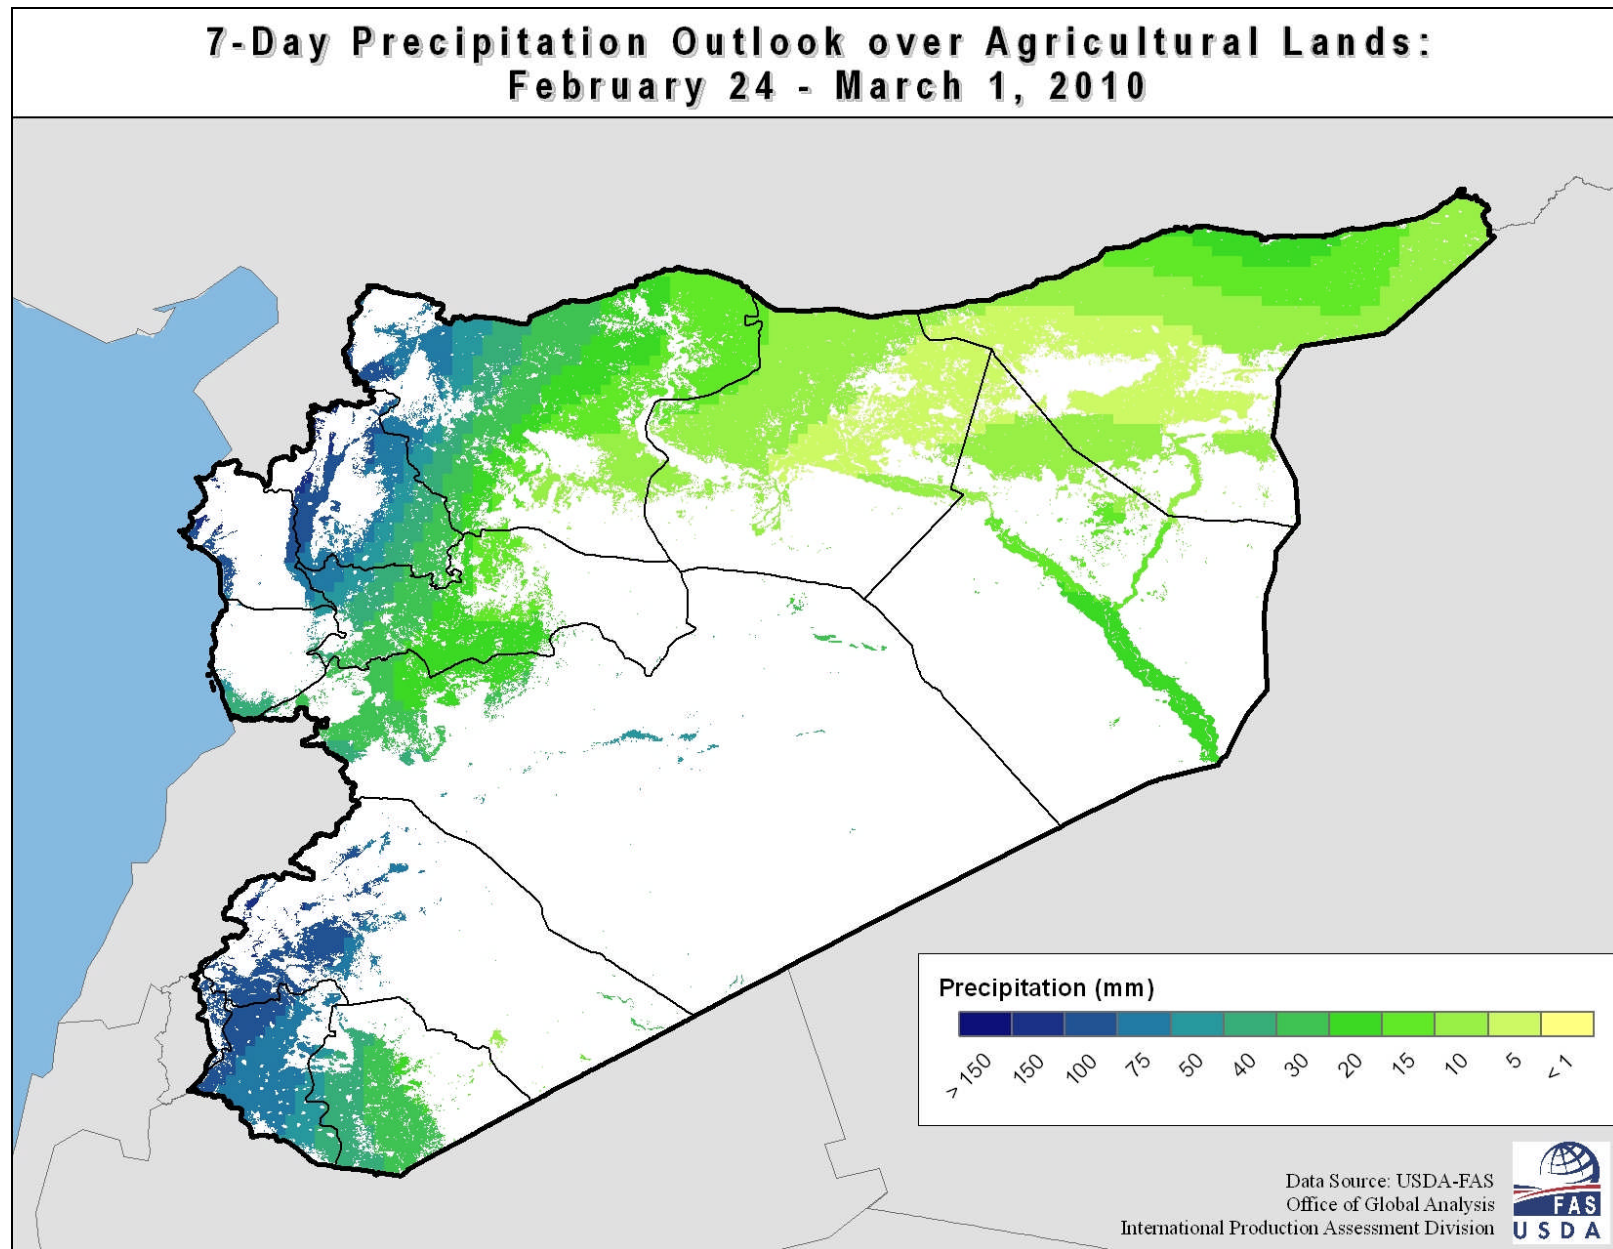 7-Day Precipitation Outlook over Agricultural Lands:
February 24 - March 1, 2010
Precipitation (mm)
> 150
150
100
75
50
40
30
20
15
10
5
< 1
Data Source: USDA-FAS
Office of Global Analysis
International Production Assessment Division
FAS
USDA